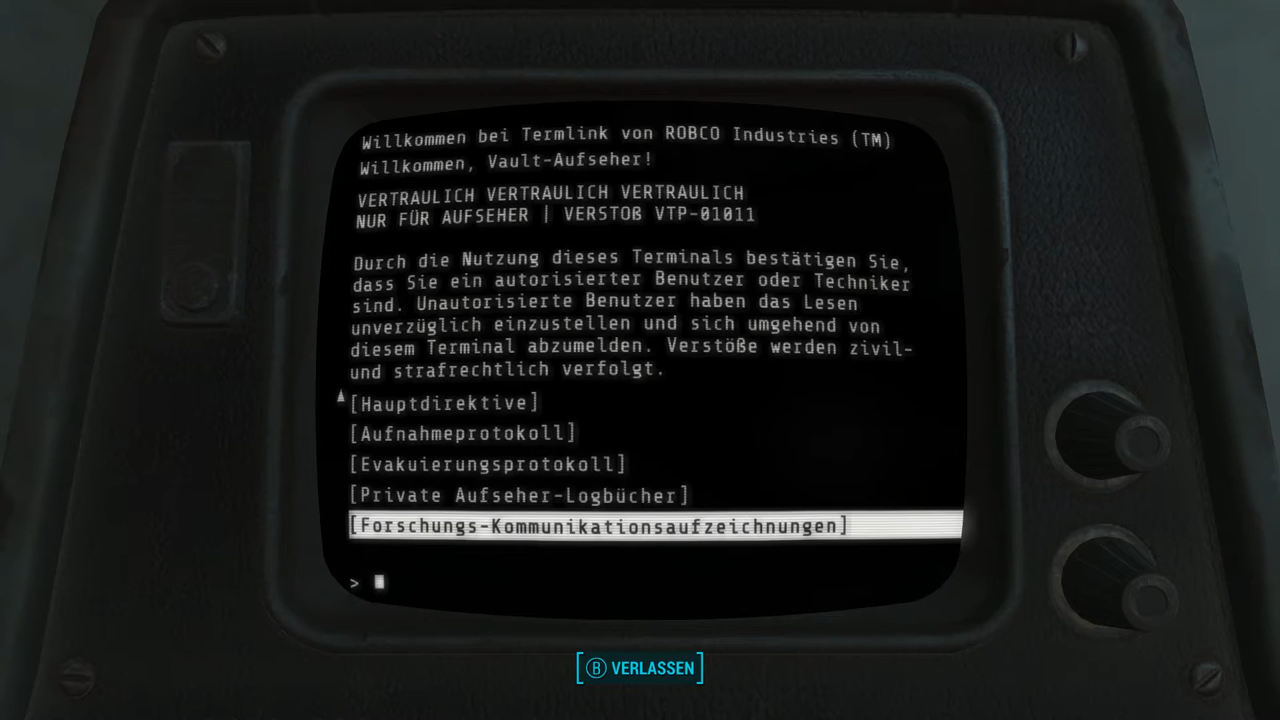 Willkommen bei Termlink von ROBCO Industries (TM)
Willkommen, Vault-Aufseher!
VERTRAULICH VERTRAULICH VERTRAULICH
NUR FÜR AUFSEHER | VERSTOß VTP-01011
Durch die Nutzung dieses Terminals bestätigen Sie,
dass Sie ein autorisierter Benutzer oder Techniker
sind. Unautorisierte Benutzer haben das Lesen
unverzüglich einzustellen und sich umgehend von
diesem Terminal abzumelden. Verstöße werden zivil-
und strafrechtlich verfolgt.
[Hauptdirektive]
[Aufnahmeprotokoll]
[Evakuierungsprotokoll]
[Private Aufseher-Logbücher]
[Forschungs-Kommunikationsaufzeichnungen]
>
Ⓑ VERLASSEN